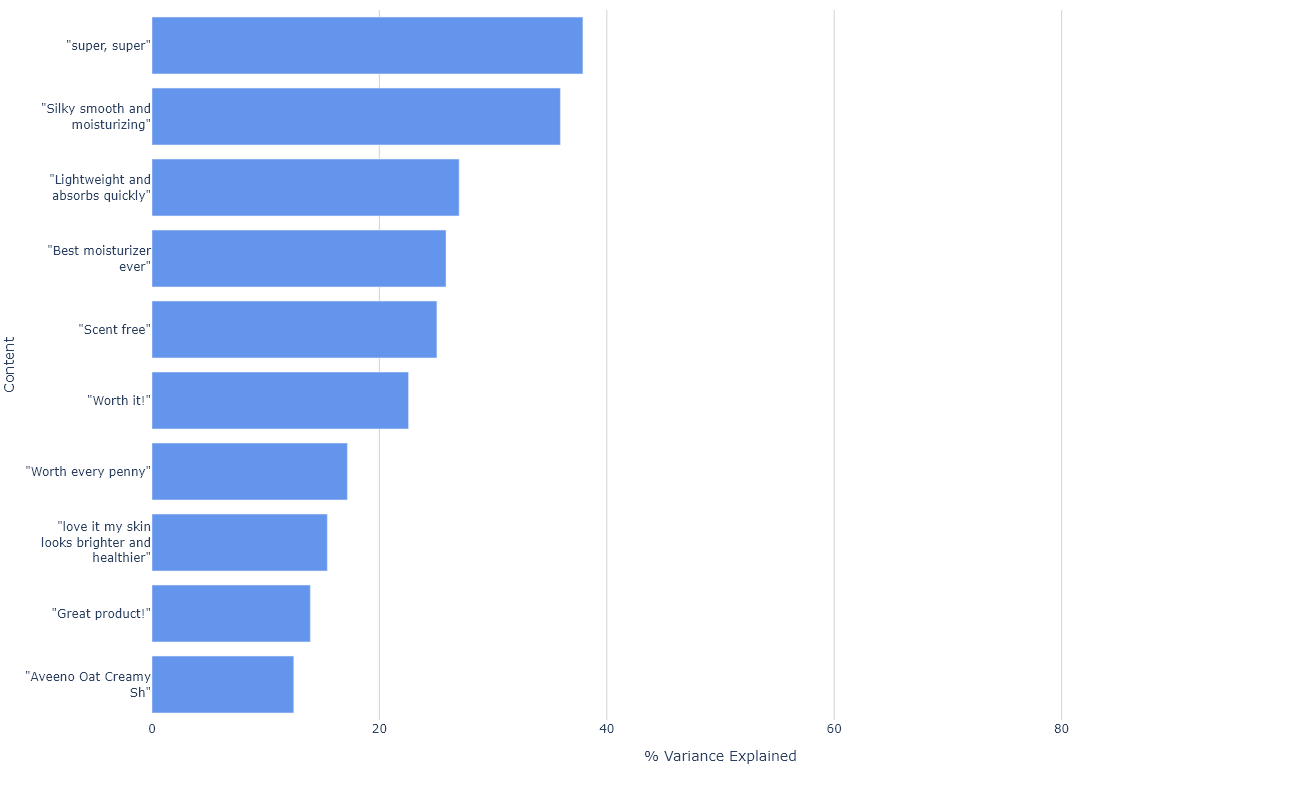 "super, super"
"Silky smooth and
moisturizing"
"Lightweight and
absorbs quickly"
"Best moisturizer
ever"
"Scent free"
"Worth it!"
"Worth every penny"
"love it my skin
looks brighter and
healthier"
"Great product!"
"Aveeno Oat Creamy
Sh"
Content
0 20 40 60 80
% Variance Explained